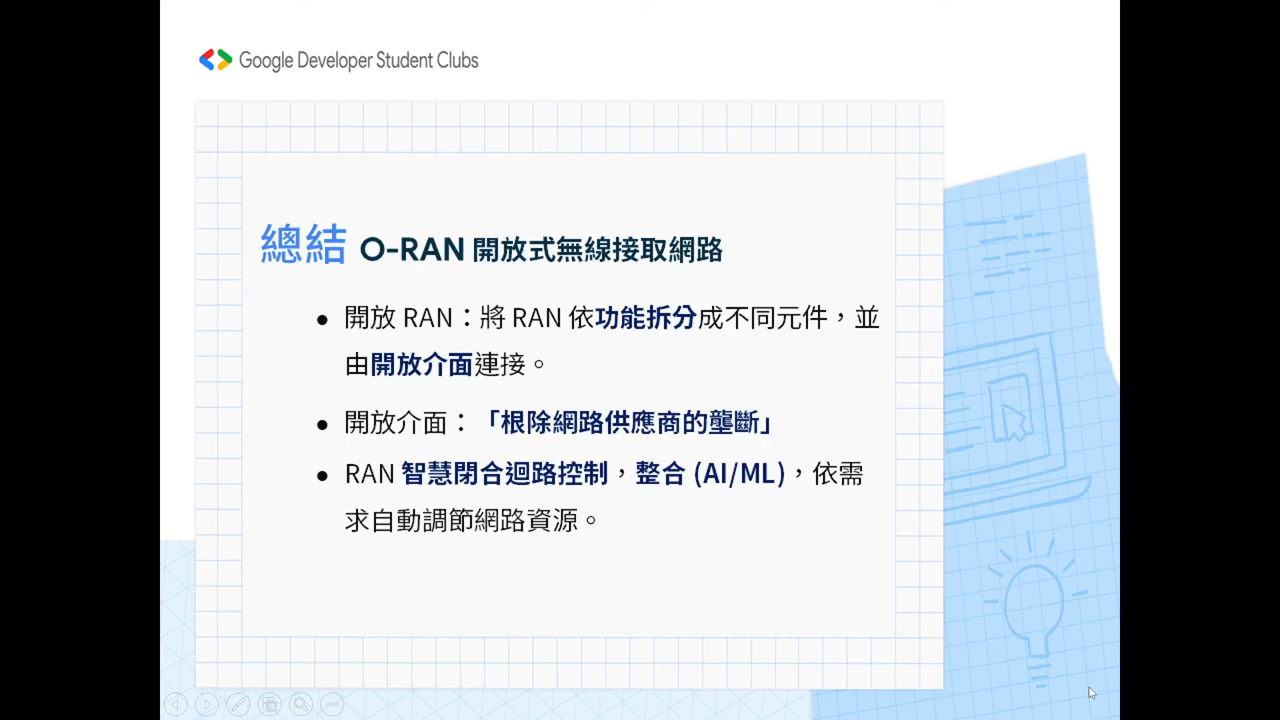 Google Developer Student Clubs
總結 O-RAN 開放式無線接取網路
● 開放 RAN：將 RAN 依功能拆分成不同元件，並
由開放介面連接。
● 開放介面：「根除網路供應商的壟斷」
● RAN 智慧閉合迴路控制，整合 (AI/ML)，依需
求自動調節網路資源。